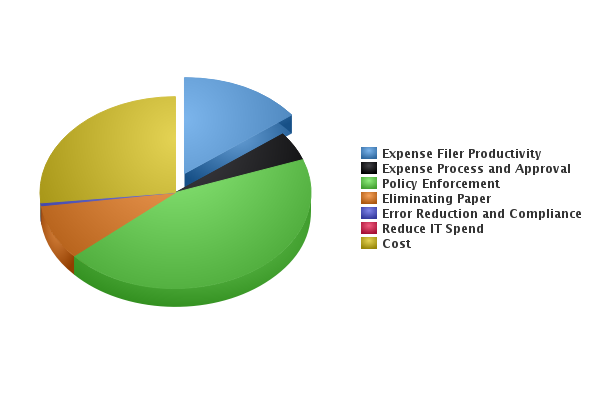 Expense Filer Productivity
Expense Process and Approval
Policy Enforcement
Eliminating Paper
Error Reduction and Compliance
Reduce IT Spend
Cost